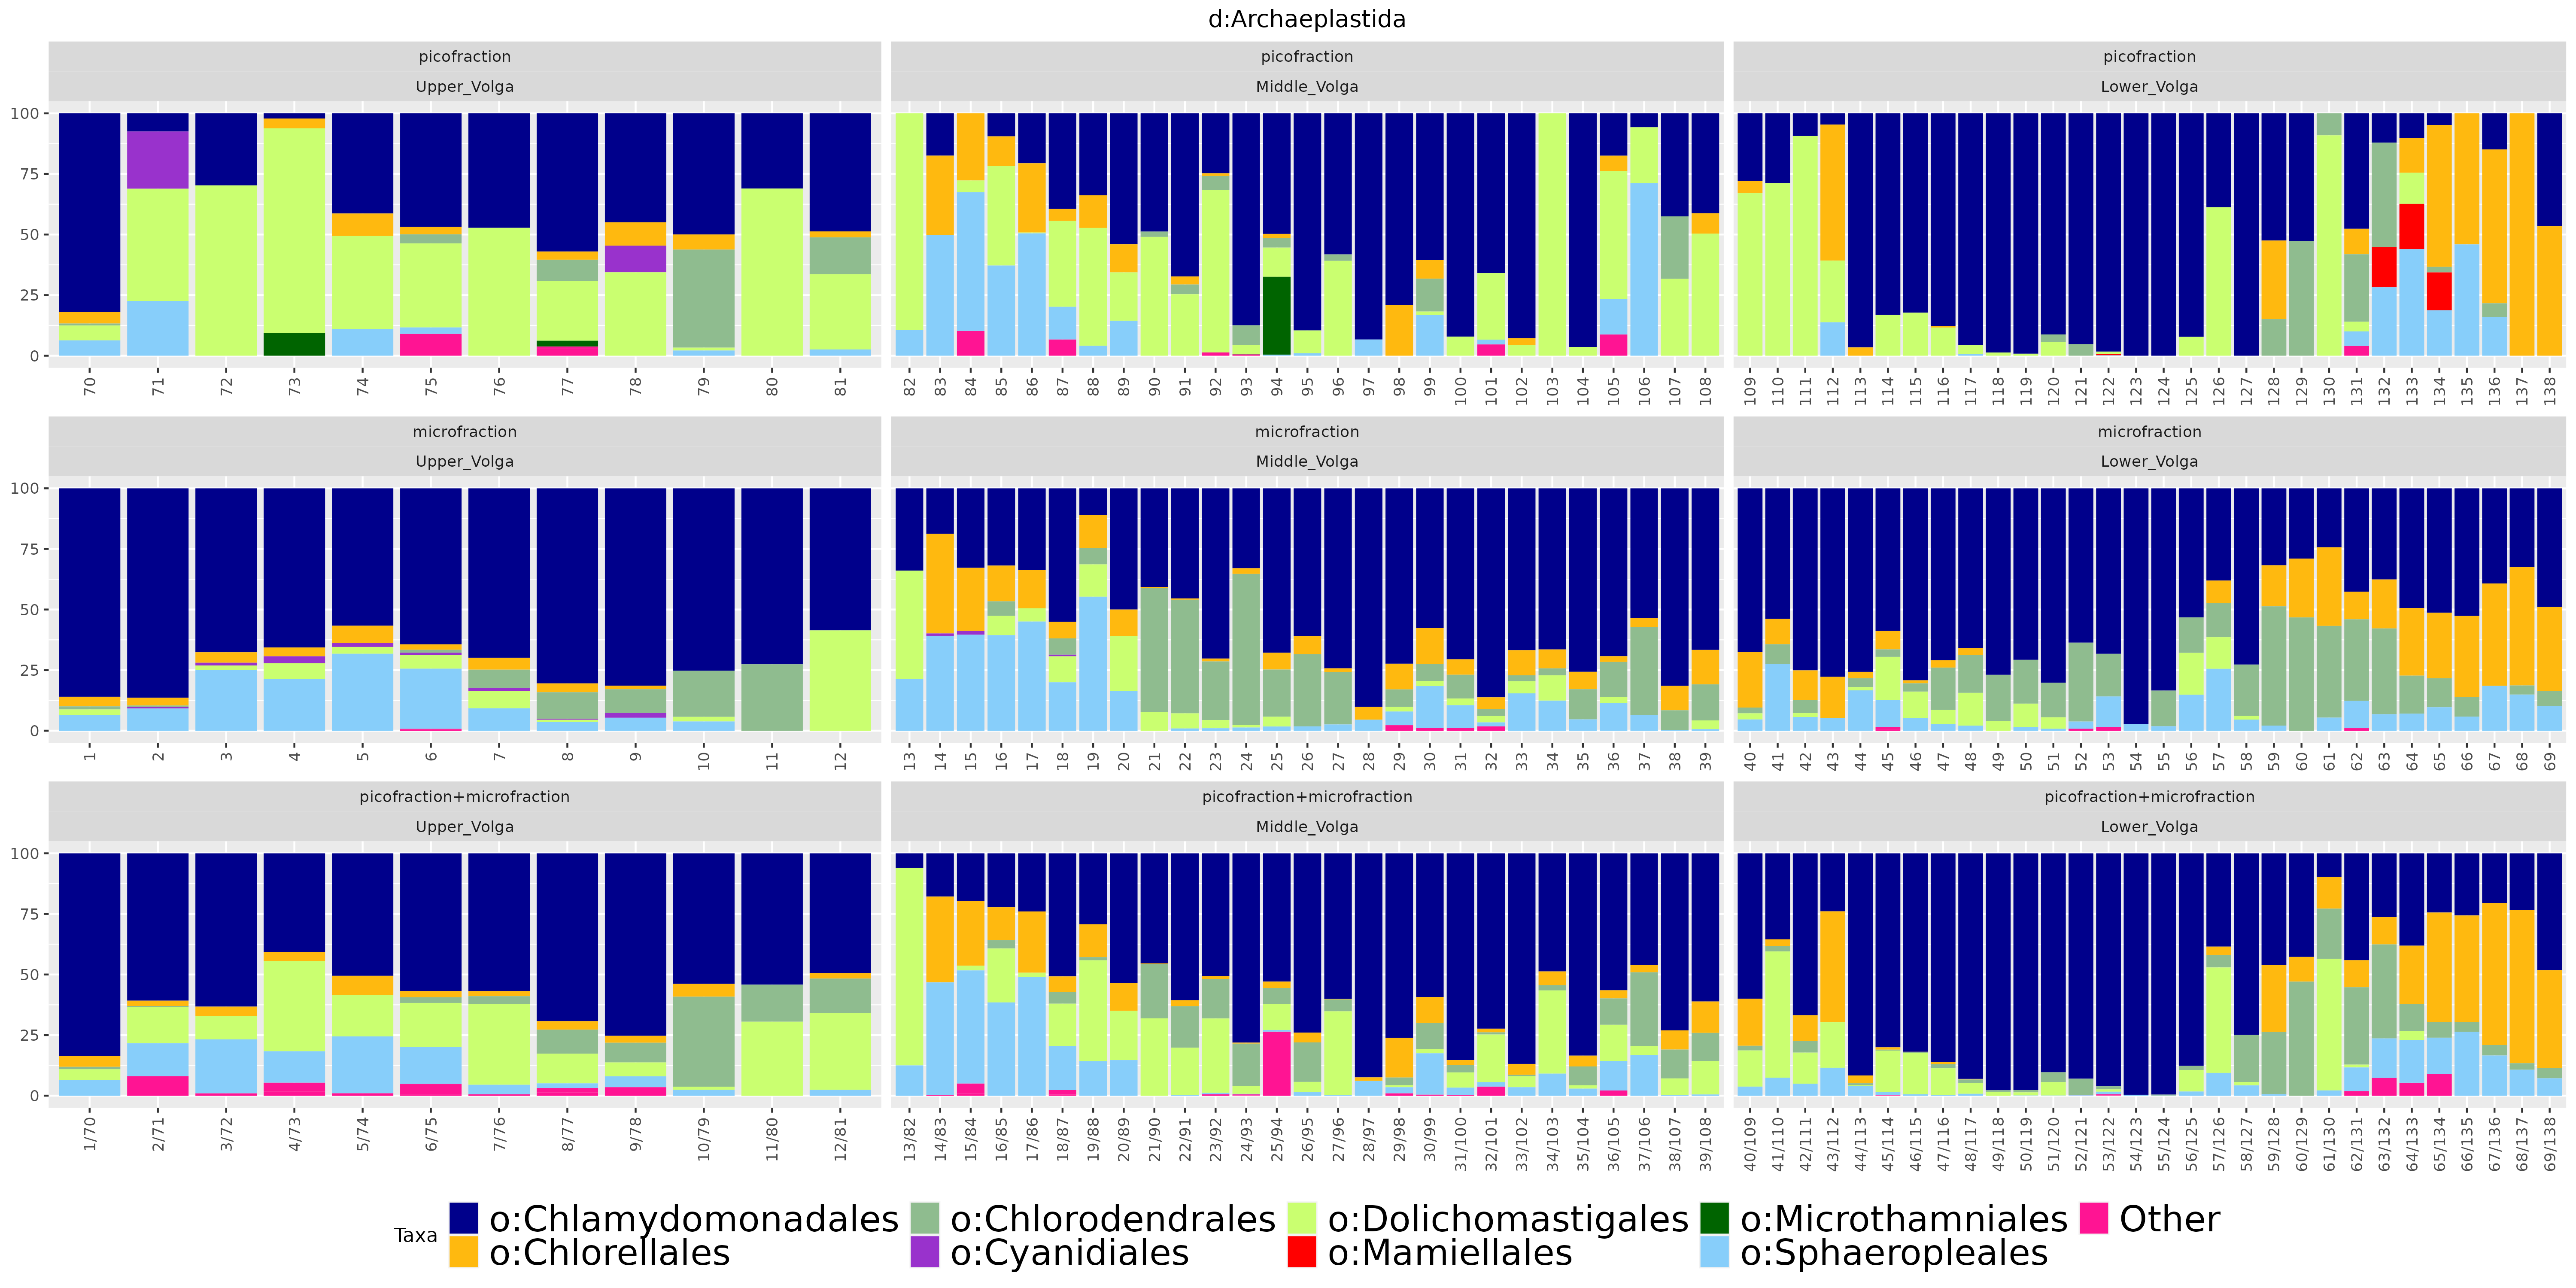 d:Archaeplastida
picofraction picofraction picofraction
Upper_Volga Middle_Volga Lower_Volga
100
75
50
25
0
70 71 72 73 74 75 76 77 78 79 80 81 82 83 84 85 86 87 88 89 90 91 92 93 94 95 96 97 98 99 100 101 102 103 104 105 106 107 108 109 110 111 112 113 114 115 116 117 118 119 120 121 122 123 124 125 126 127 128 129 130 131 132 133 134 135 136 137 138
microfraction microfraction microfraction
Upper_Volga Middle_Volga Lower_Volga
100
75
50
25
0
1 2 3 4 5 6 7 8 9 10 11 12 13 14 15 16 17 18 19 20 21 22 23 24 25 26 27 28 29 30 31 32 33 34 35 36 37 38 39 40 41 42 43 44 45 46 47 48 49 50 51 52 53 54 55 56 57 58 59 60 61 62 63 64 65 66 67 68 69
picofraction+microfraction picofraction+microfraction picofraction+microfraction
Upper_Volga Middle_Volga Lower_Volga
100
75
50
25
0
1/70 2/71 3/72 4/73 5/74 6/75 7/76 8/77 9/78 10/79 11/80 12/81 13/82 14/83 15/84 16/85 17/86 18/87 19/88 20/89 21/90 22/91 23/92 24/93 25/94 26/95 27/96 28/97 29/98 30/99 31/100 32/101 33/102 34/103 35/104 36/105 37/106 38/107 39/108 40/109 41/110 42/111 43/112 44/113 45/114 46/115 47/116 48/117 49/118 50/119 51/120 52/121 53/122 54/123 55/124 56/125 57/126 58/127 59/128 60/129 61/130 62/131 63/132 64/133 65/134 66/135 67/136 68/137 69/138
Taxa
o:Chlamydomonadales o:Chlorodendrales o:Dolichomastigales o:Microthamniales Other
o:Chlorellales o:Cyanidiales o:Mamiellales o:Sphaeropleales